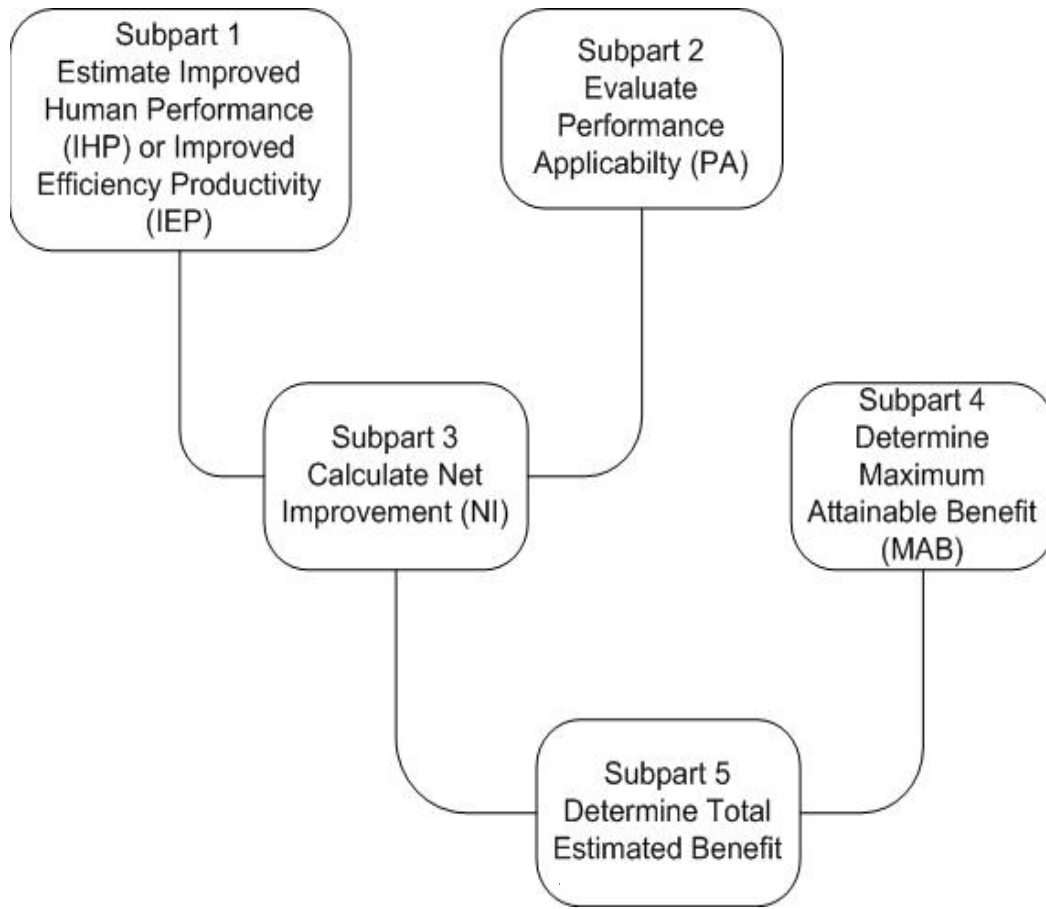 Subpart 1
Estimate Improved
Human Performance
(IHP) or Improved
Efficiency Productivity
(IEP)
Subpart 2
Evaluate
Performance
Applicabilty (PA)
Subpart 3
Calculate Net
Improvement (NI)
Subpart 4
Determine
Maximum
Attainable Benefit
(MAB)
Subpart 5
Determine Total
Estimated Benefit